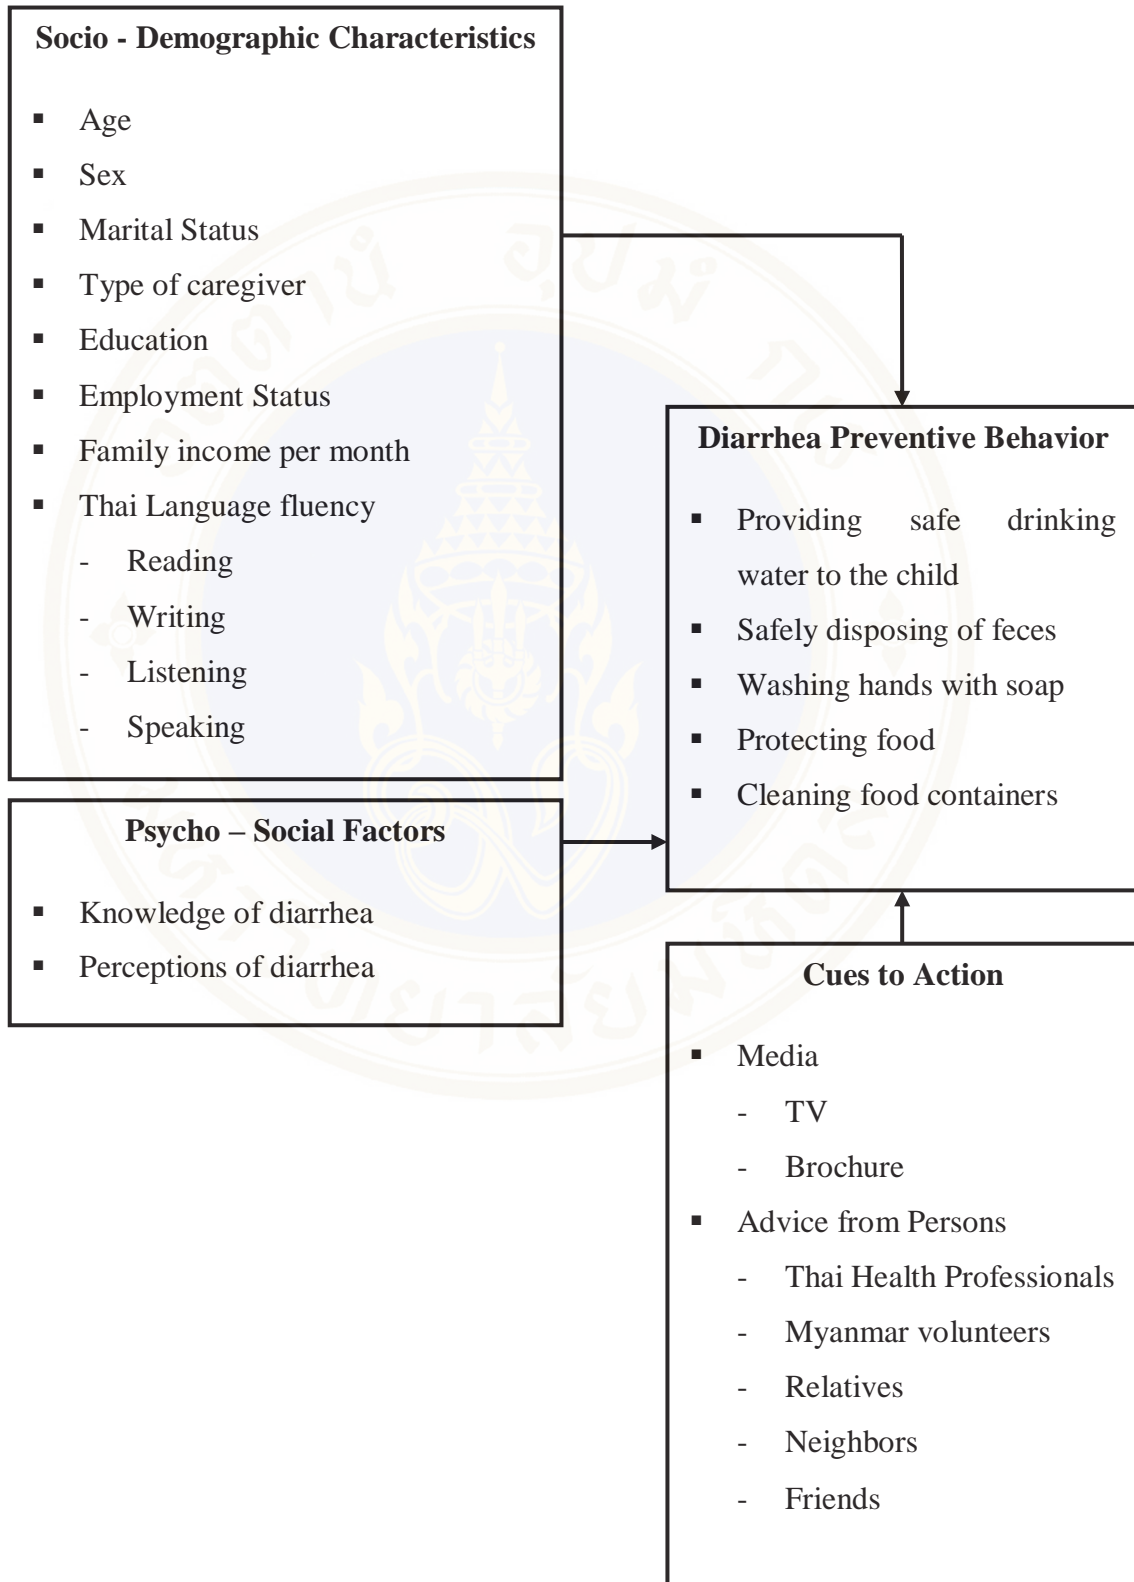 Socio - Demographic Characteristics
▪ Age
▪ Sex
▪ Marital Status
▪ Type of caregiver
▪ Education
▪ Employment Status
▪ Family income per month
▪ Thai Language fluency
- Reading
- Writing
- Listening
- Speaking
Psycho – Social Factors
▪ Knowledge of diarrhea
▪ Perceptions of diarrhea
Diarrhea Preventive Behavior
▪ Providing safe drinking
water to the child
▪ Safely disposing of feces
▪ Washing hands with soap
▪ Protecting food
▪ Cleaning food containers
Cues to Action
▪ Media
- TV
- Brochure
▪ Advice from Persons
- Thai Health Professionals
- Myanmar volunteers
- Relatives
- Neighbors
- Friends